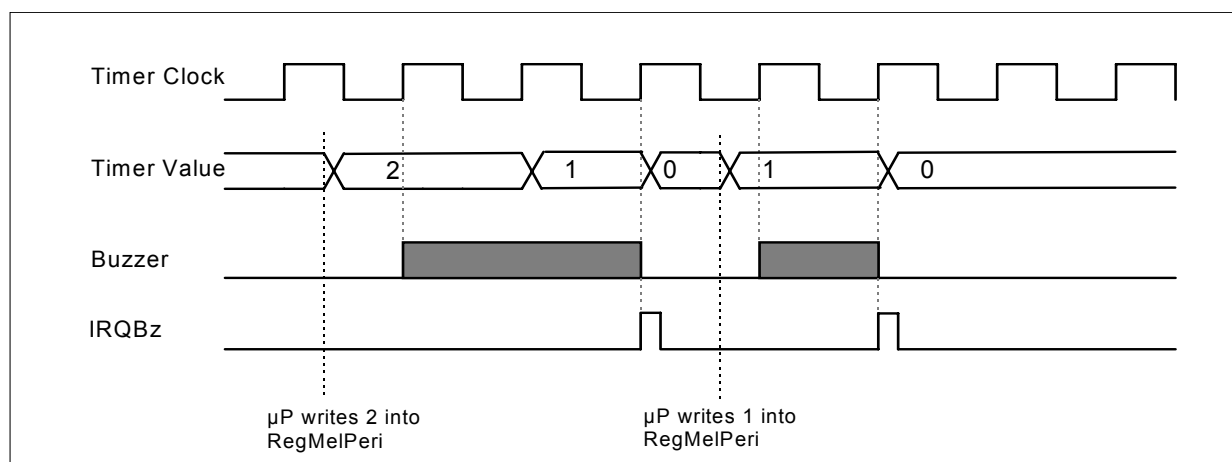 Timer Clock
Timer Value
2
1
0
1
0
Buzzer
IRQBz
µP writes 2 into
RegMelPeri
µP writes 1 into
RegMelPeri